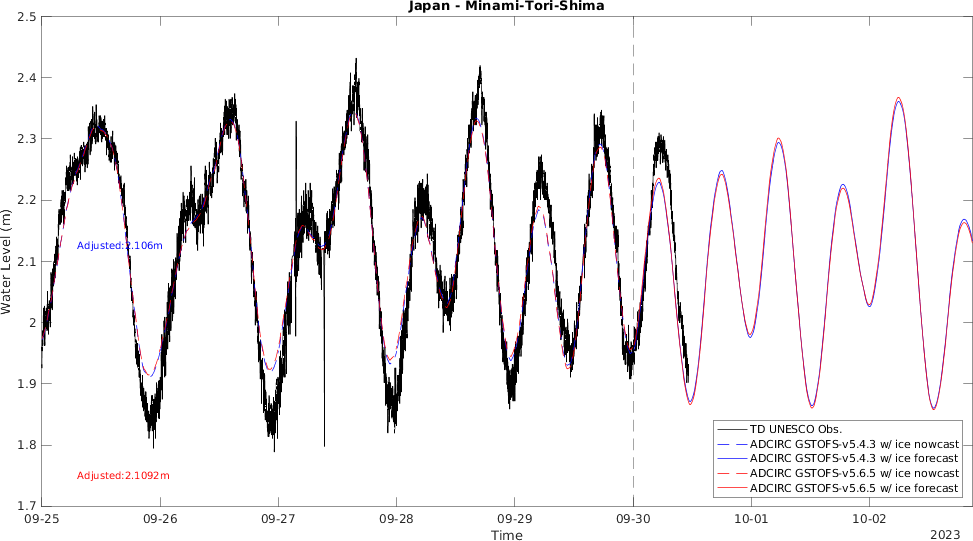 Japan - Minami-Tori-Shima
Water Level (m)
2.5
2.4
2.3
2.2
2.1
2
1.9
1.8
1.7
Adjusted:2.106m
Adjusted:2.1092m
TD UNESCO Obs.
ADCIRC GSTOFS-v5.4.3 w/ ice nowcast
ADCIRC GSTOFS-v5.4.3 w/ ice forecast
ADCIRC GSTOFS-v5.6.5 w/ ice nowcast
ADCIRC GSTOFS-v5.6.5 w/ ice forecast
09-25 09-26 09-27 09-28 09-29 09-30 10-01 10-02
Time
2023